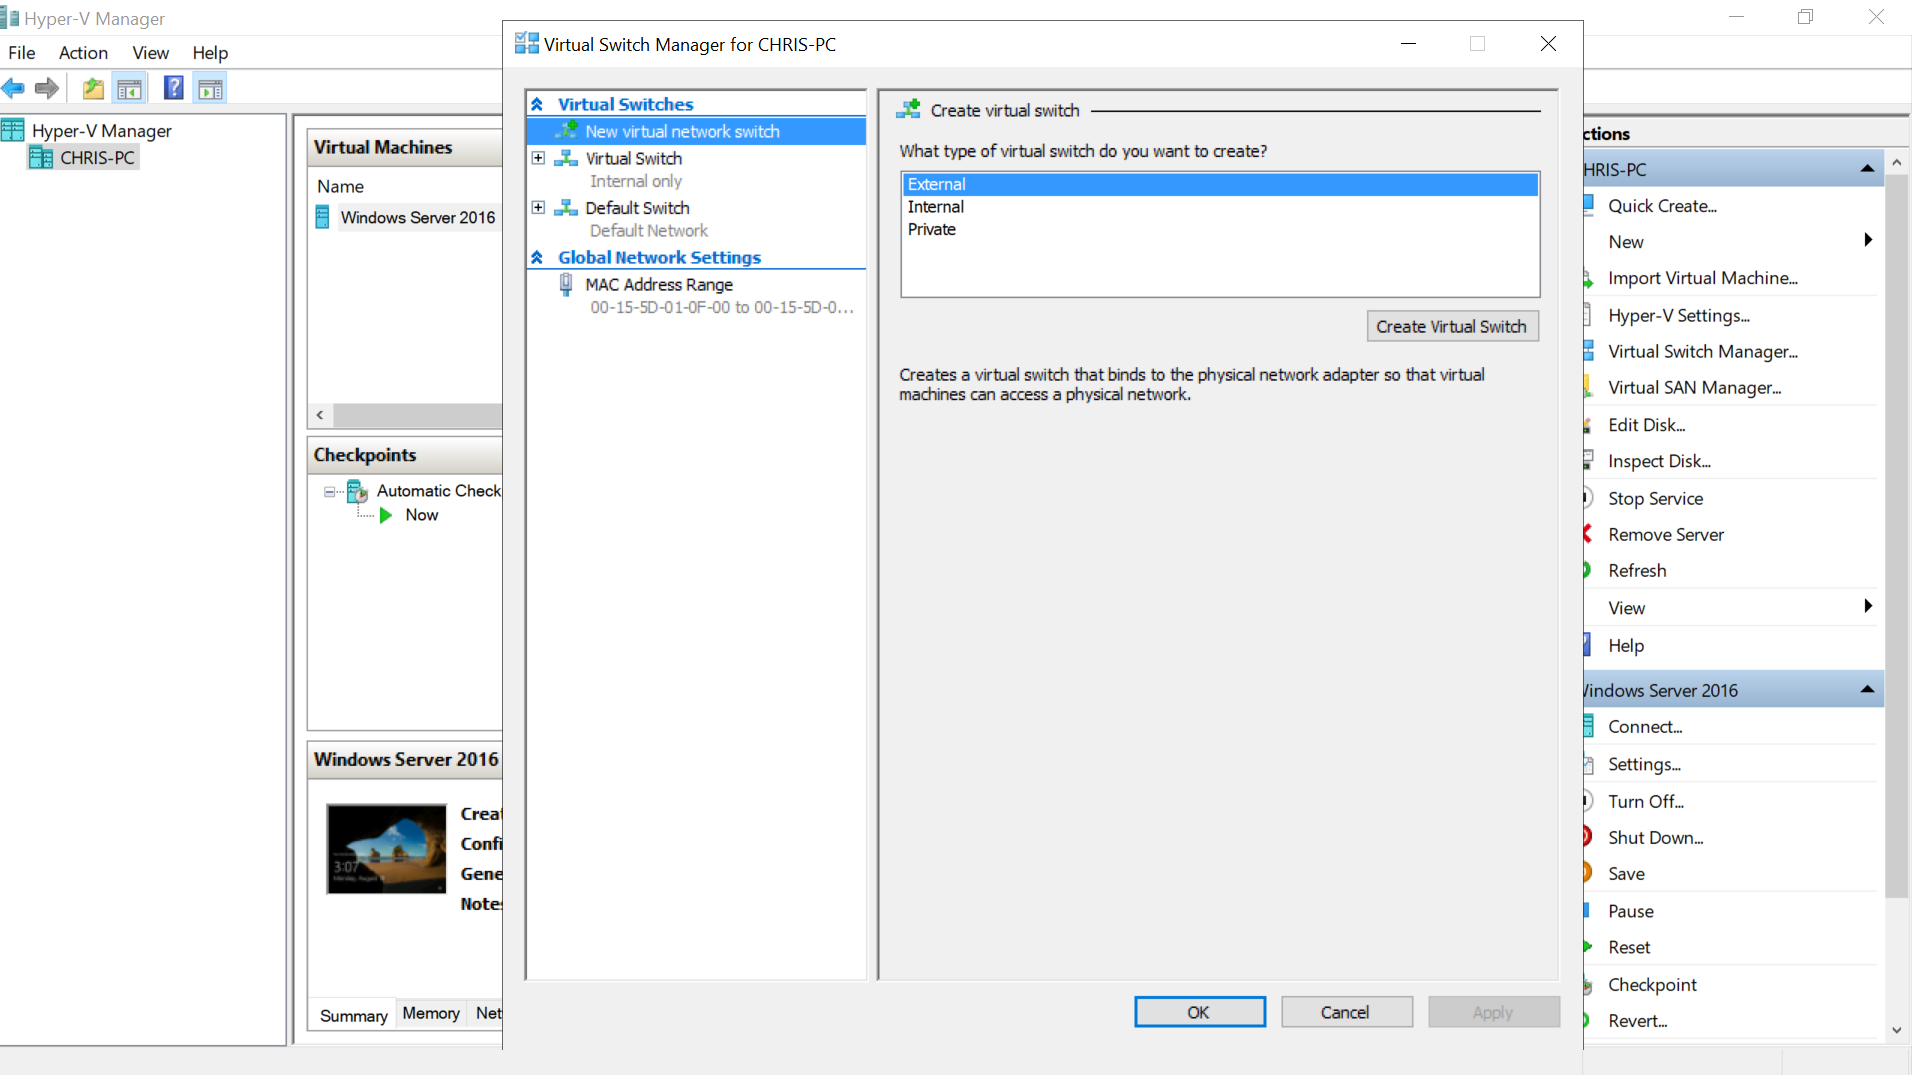 Hyper-V Manager
File Action View Help
Hyper-V Manager
CHRIS-PC
Virtual Machines
Name
Windows Server 2016
Checkpoints
Automatic Check
Now
Windows Server 2016
3:07
Creat
Confi
Gene
Notes
Summary Memory Net
Virtual Switch Manager for CHRIS-PC
Virtual Switches
New virtual network switch
Virtual Switch
Internal only
Default Switch
Default Network
Global Network Settings
MAC Address Range
00-15-5D-01-0F-00 to 00-15-5D-0...
Create virtual switch
What type of virtual switch do you want to create?
External
Internal
Private
Create Virtual Switch
Creates a virtual switch that binds to the physical network adapter so that virtual
machines can access a physical network.
OK Cancel Apply
ctions
HRIS-PC
Quick Create...
New
Import Virtual Machine...
Hyper-V Settings...
Virtual Switch Manager...
Virtual SAN Manager...
Edit Disk...
Inspect Disk...
Stop Service
Remove Server
Refresh
View
Help
Windows Server 2016
Connect...
Settings...
Turn Off...
Shut Down...
Save
Pause
Reset
Checkpoint
Revert...